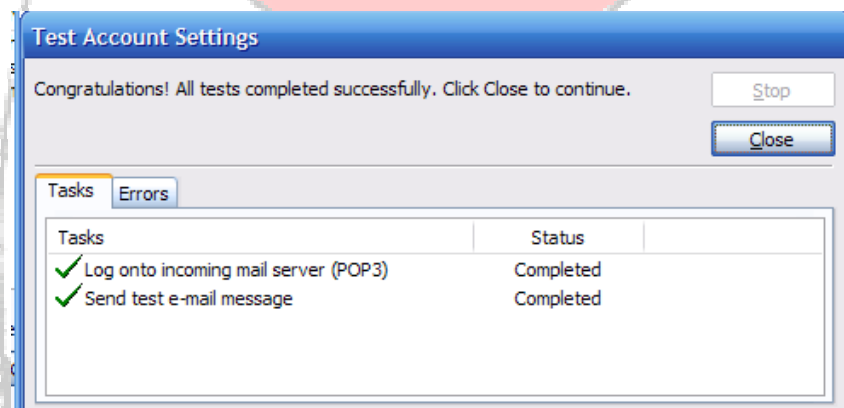 Test Account Settings
Congratulations! All tests completed successfully. Click Close to continue.
Stop
Close
Tasks
Errors
Tasks Status
Log onto incoming mail server (POP3) Completed
Send test e-mail message Completed